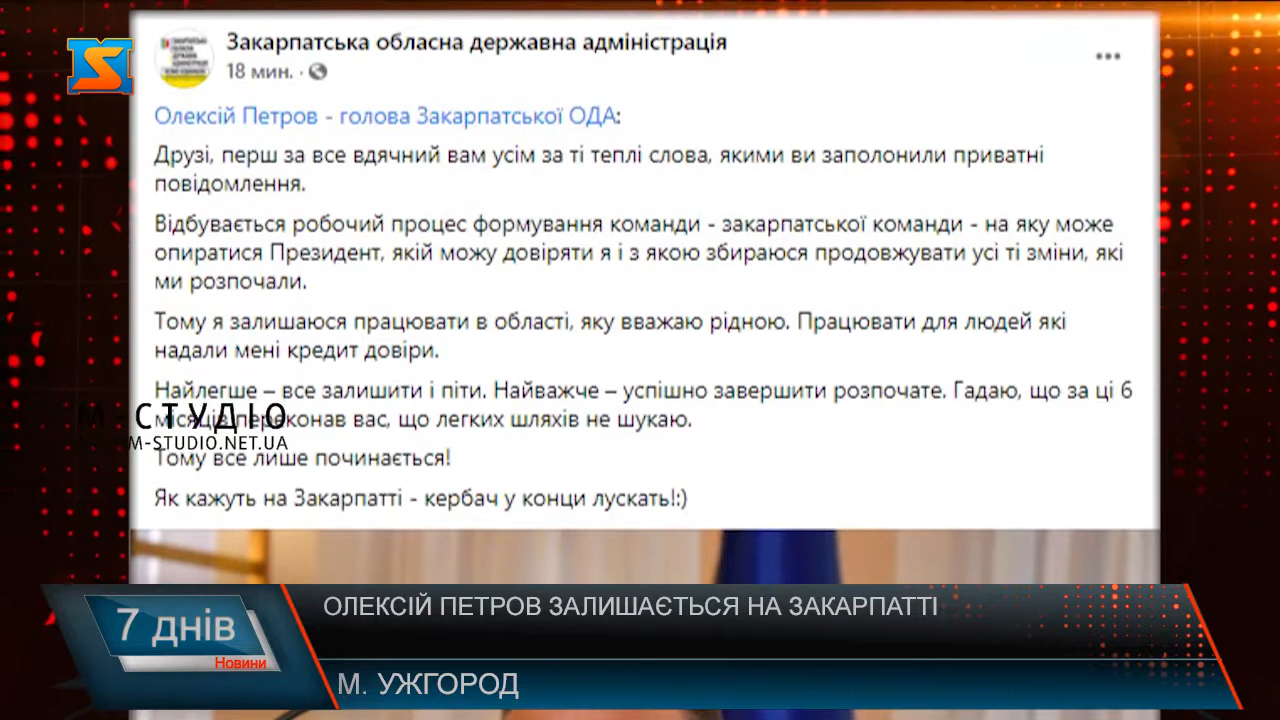 Закарпатська обласна державна адміністрація
18 мин. ·
Олексій Петров - голова Закарпатської ОДА:
Друзі, перш за все вдячний вам усім за ті теплі слова, якими ви заполонили приватні
повідомлення.
Відбувається робочий процес формування команди - закарпатської команди - на яку може
опиратися Президент, якій можу довіряти я і з якою збираюся продовжувати усі ті зміни, які
ми розпочали.
Тому я залишаюся працювати в області, яку вважаю рідною. Працювати для людей які
надали мені кредит довіри.
Найлегше – все залишити і піти. Найважче – успішно завершити розпочате. Гадаю, що за ці 6
місяців переконав вас, що легких шляхів не шукаю.
М - СТУДІО
M-STUDIO.NET.UA
Тому все лише починається!
Як кажуть на Закарпатті - кербач у конци лускать!:)
ОЛЕКСІЙ ПЕТРОВ ЗАЛИШАЄТЬСЯ НА ЗАКАРПАТТІ
7 днів
Новини
М. УЖГОРОД